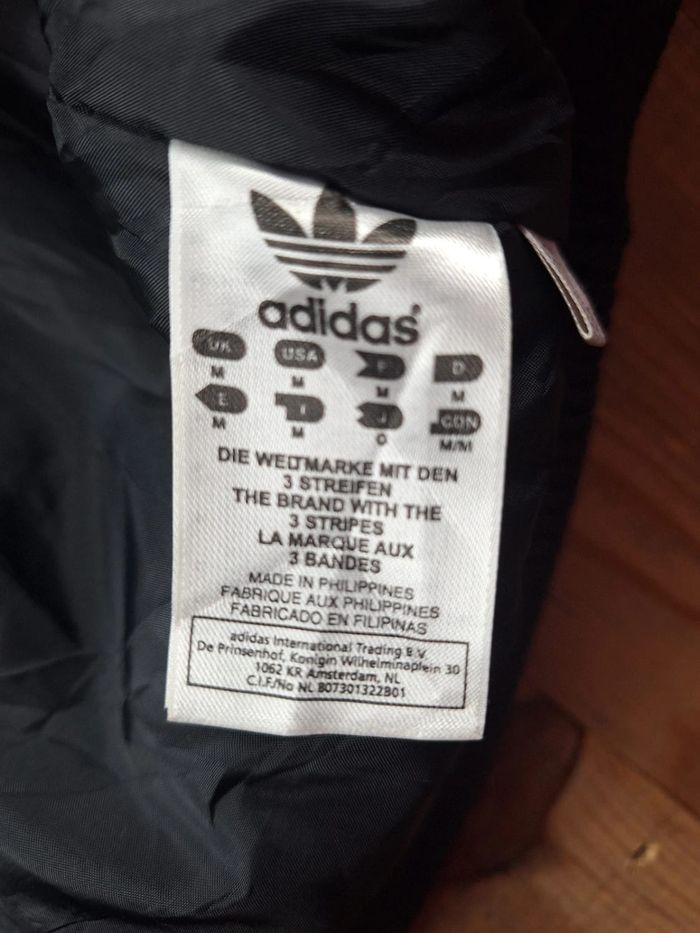 adidas
UK USA F D
M M M M
E I J CDN
M M O M/M
DIE WELTMARKE MIT DEN
3 STREIFEN
THE BRAND WITH THE
3 STRIPES
LA MARQUE AUX
3 BANDES
MADE IN PHILIPPINES
FABRIQUE AUX PHILIPPINES
FABRICADO EN FILIPINAS
adidas International Trading B.V.
De Prinsenhof, Konigin Wilhelminaplein 30
1062 KR Amsterdam, NL
C.I.F/No NL 807301322B01